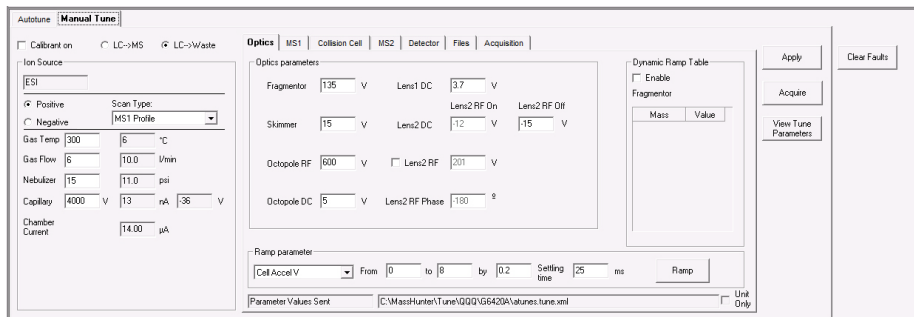 Autotune Manual Tune
Calibrant on LC-->MS LC-->Waste
Optics MS1 Collision Cell MS2 Detector Files Acquisition
Ion Source
ESI
Positive Scan Type:
Negative MS1 Profile
Gas Temp 300 6 °C
Gas Flow 6 10.0 l/min
Nebulizer 15 11.0 psi
Capillary 4000 V 13 nA -36 V
Chamber
Current 14.00 µA
Optics parameters
Fragmentor 135 V Lens1 DC 3.7 V
Lens2 RF On Lens2 RF Off
Skimmer 15 V Lens2 DC -12 V -15 V
Octopole RF 600 V Lens2 RF 201 V
Octopole DC 5 V Lens2 RF Phase -180 º
Dynamic Ramp Table
Enable
Fragmentor
Mass Value
Ramp parameter
Cell Accel V From 0 to 8 by 0.2 Settling
time 25 ms Ramp
Parameter Values Sent C:\MassHunter\Tune\QQQ\G6420A\atunes.tune.xml Unit
Only
Apply
Acquire
View Tune
Parameters
Clear Faults